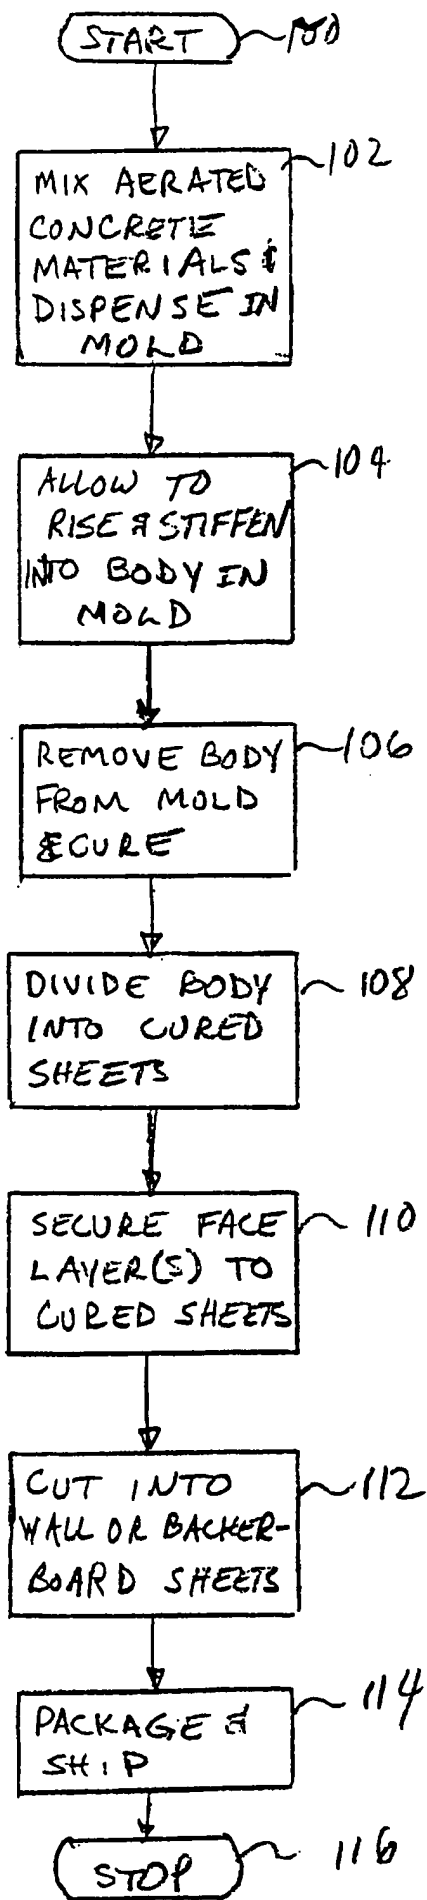 START 100
102
MIX AERATED
CONCRETE
MATERIALS &
DISPENSE IN
MOLD
104
ALLOW TO
RISE & STIFFEN
INTO BODY IN
MOLD
REMOVE BODY 106
FROM MOLD
& CURE
DIVIDE BODY 108
INTO CURED
SHEETS
SECURE FACE 110
LAYER(S) TO
CURED SHEETS
CUT INTO 112
WALL OR BACKER-
BOARD SHEETS
114
PACKAGE &
SHIP
STOP 116